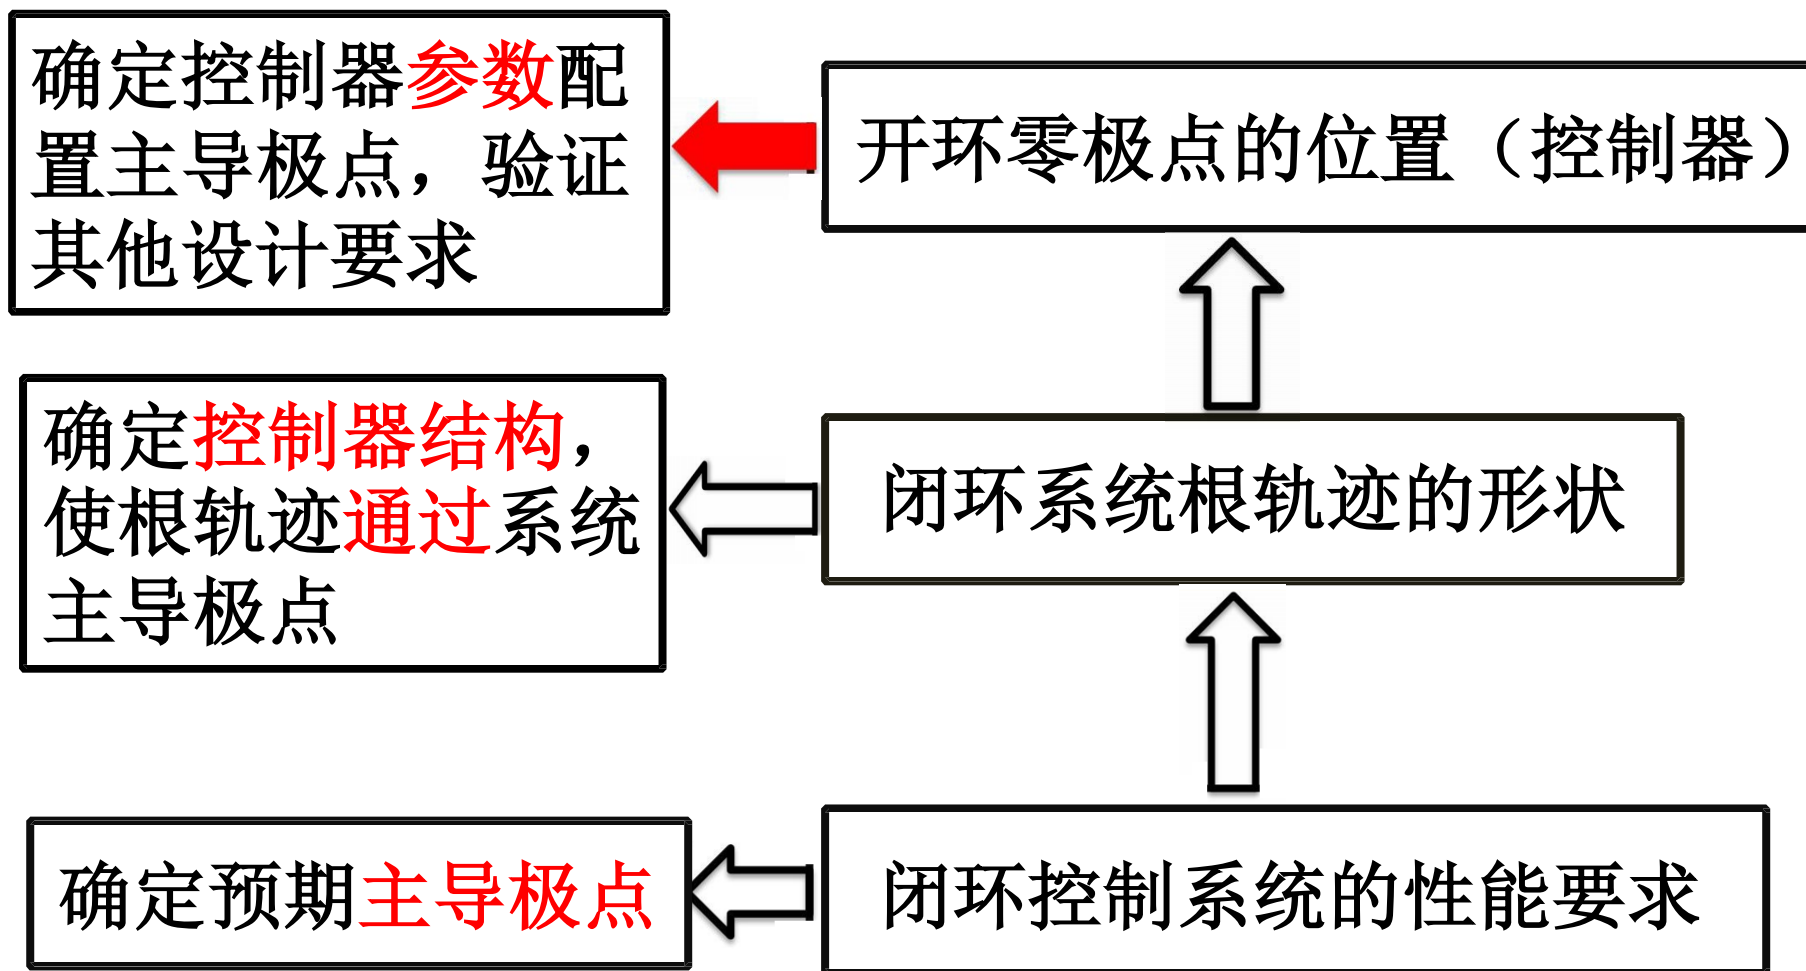 确定控制器参数配
置主导极点，验证
其他设计要求
开环零极点的位置（控制器）
确定控制器结构，
使根轨迹通过系统
主导极点
闭环系统根轨迹的形状
确定预期主导极点
闭环控制系统的性能要求